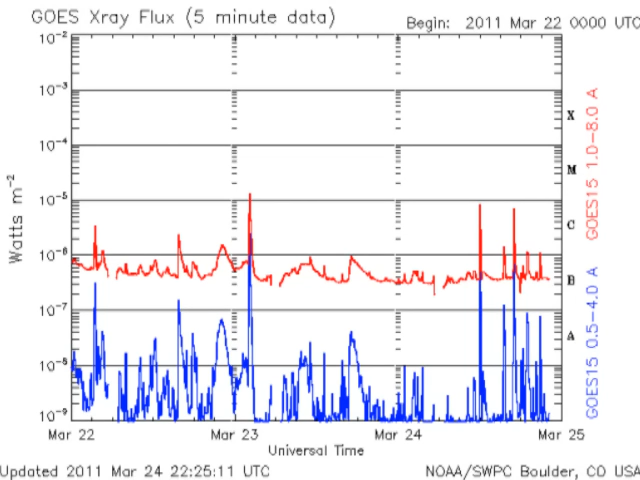 GOES Xray Flux (5 minute data)
Begin: 2011 Mar 22 0000 UTC
10⁻²
10⁻³
10⁻⁴
10⁻⁵
10⁻⁶
10⁻⁷
10⁻⁸
10⁻⁹
Watts m⁻²
X
M
C
B
A
GOES15 1.0–8.0 A
GOES15 0.5–4.0 A
Mar 22
Mar 23
Mar 24
Mar 25
Universal Time
Updated 2011 Mar 24 22:25:11 UTC
NOAA/SWPC Boulder, CO USA